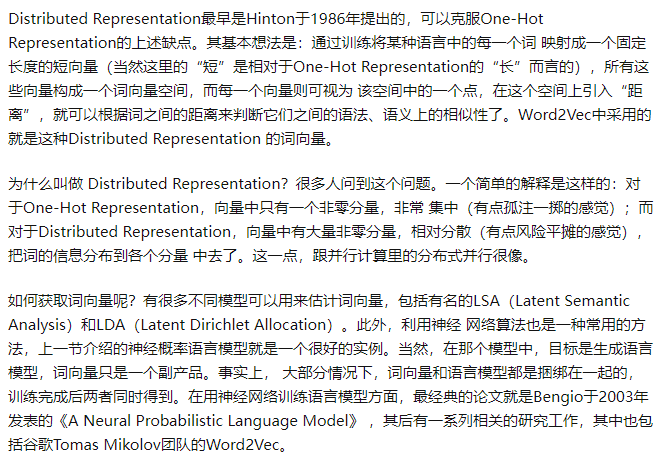 Distributed Representation最早是Hinton于1986年提出的，可以克服One-Hot
Representation的上述缺点。其基本想法是：通过训练将某种语言中的每一个词 映射成一个固定
长度的短向量（当然这里的“短”是相对于One-Hot Representation的“长”而言的），所有这
些向量构成一个词向量空间，而每一个向量则可视为 该空间中的一个点，在这个空间上引入“距
离”，就可以根据词之间的距离来判断它们之间的语法、语义上的相似性了。Word2Vec中采用的
就是这种Distributed Representation 的词向量。
为什么叫做 Distributed Representation？很多人问到这个问题。一个简单的解释是这样的：对
于One-Hot Representation，向量中只有一个非零分量，非常 集中（有点孤注一掷的感觉）；而
对于Distributed Representation，向量中有大量非零分量，相对分散（有点风险平摊的感觉），
把词的信息分布到各个分量 中去了。这一点，跟并行计算里的分布式并行很像。
如何获取词向量呢？有很多不同模型可以用来估计词向量，包括有名的LSA（Latent Semantic
Analysis）和LDA（Latent Dirichlet Allocation）。此外，利用神经 网络算法也是一种常用的方
法，上一节介绍的神经概率语言模型就是一个很好的实例。当然，在那个模型中，目标是生成语言
模型，词向量只是一个副产品。事实上， 大部分情况下，词向量和语言模型都是捆绑在一起的，
训练完成后两者同时得到。在用神经网络训练语言模型方面，最经典的论文就是Bengio于2003年
发表的《A Neural Probabilistic Language Model》 ，其后有一系列相关的研究工作，其中也包
括谷歌Tomas Mikolov团队的Word2Vec。